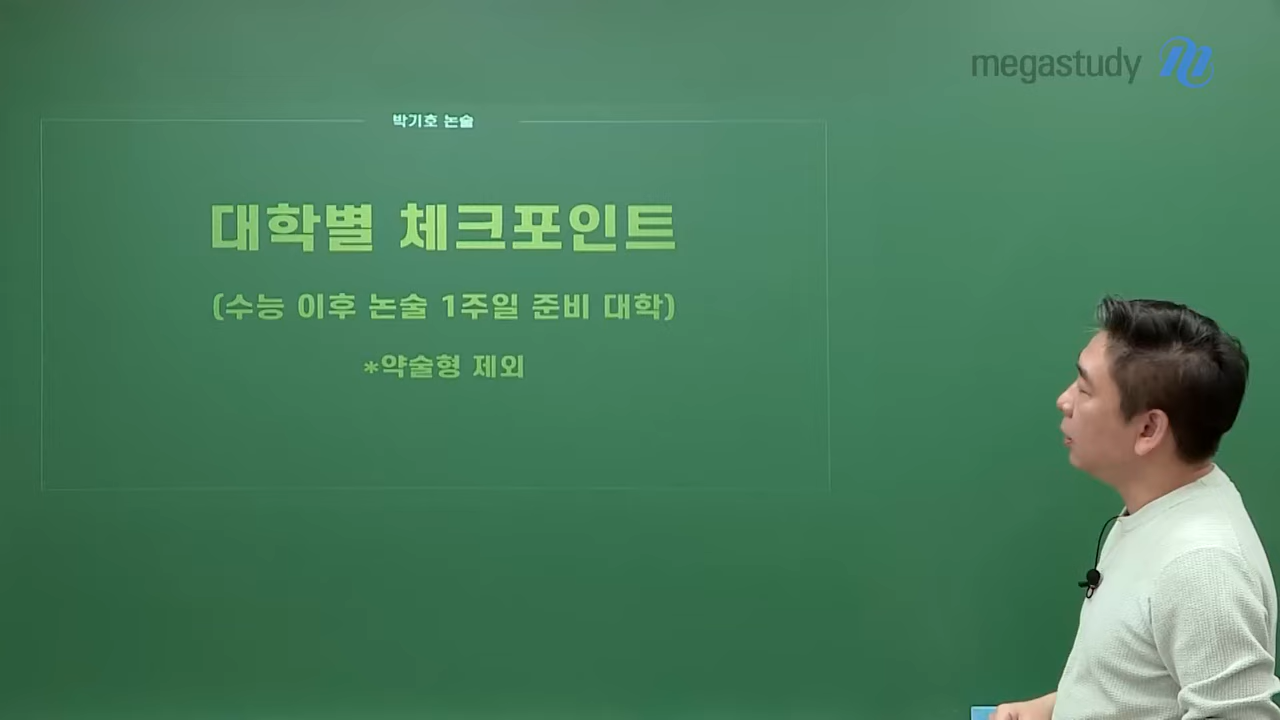 megastudy
박기호 논술
대학별 체크포인트
(수능 이후 논술 1주일 준비 대학)
*약술형 제외